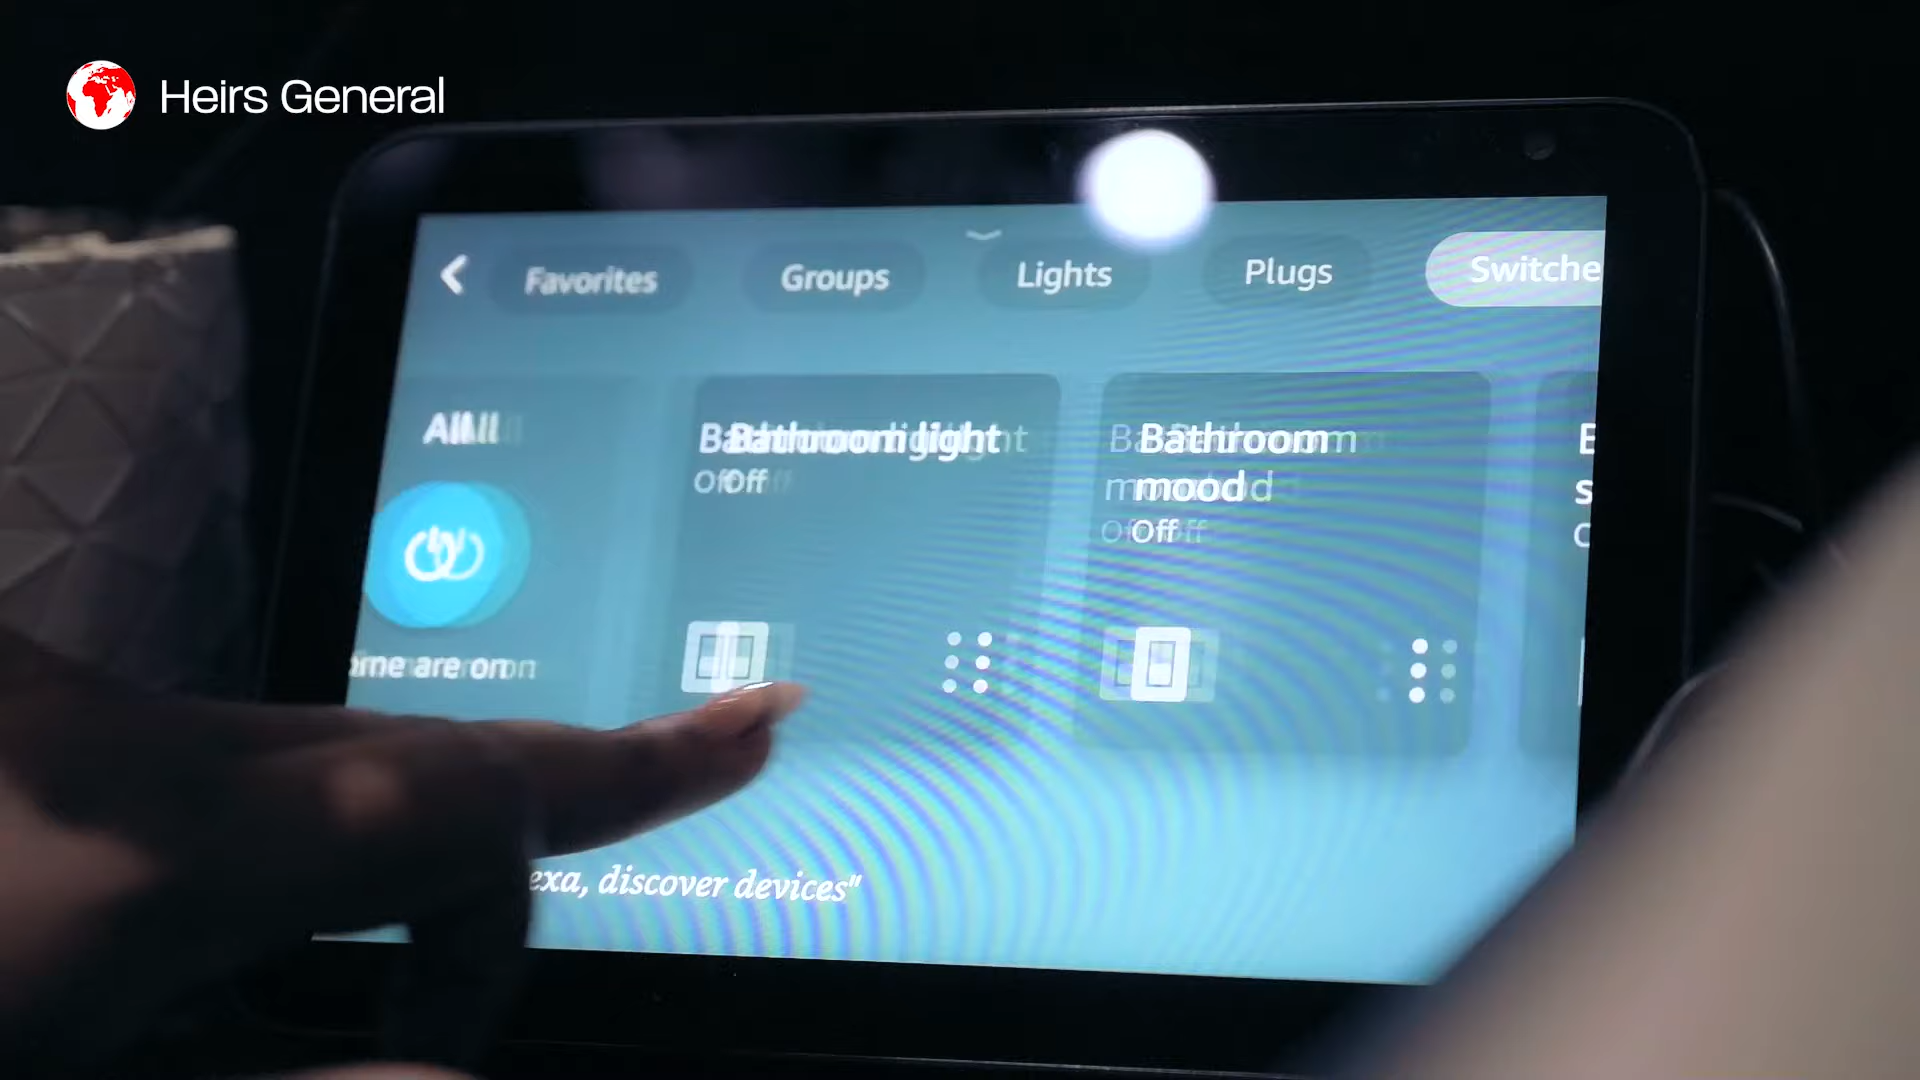 Heirs General
Favorites
Groups
Lights
Plugs
Switche
All
Bathroom light
Off
Bathroom
mood
Off
are on
exa, discover devices"